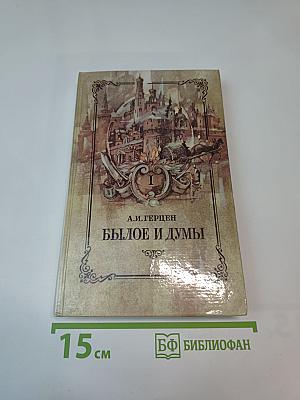 I
А.И.ГЕРЦЕН
БЫЛОЕ И ДУМЫ
15 см
БФ БИБЛИОФАН